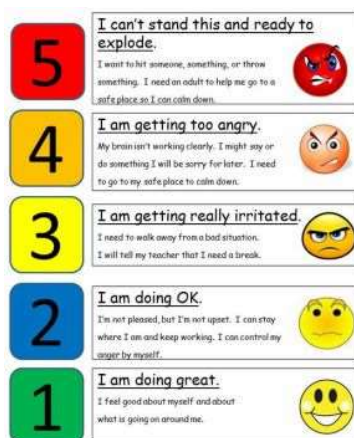 5
I can't stand this and ready to
explode.
I want to hit someone, something, or throw
something. I need an adult to help me go to a
safe place so I can calm down.
4
I am getting too angry.
My brain isn't working clearly. I might say or
do something I will be sorry for later. I need
to go to my safe place to calm down.
3
I am getting really irritated.
I need to walk away from a bad situation.
I will tell my teacher that I need a break.
2
I am doing OK.
I'm not pleased, but I'm not upset. I can stay
where I am and keep working. I can control my
anger by myself.
1
I am doing great.
I feel good about myself and about
what is going on around me.